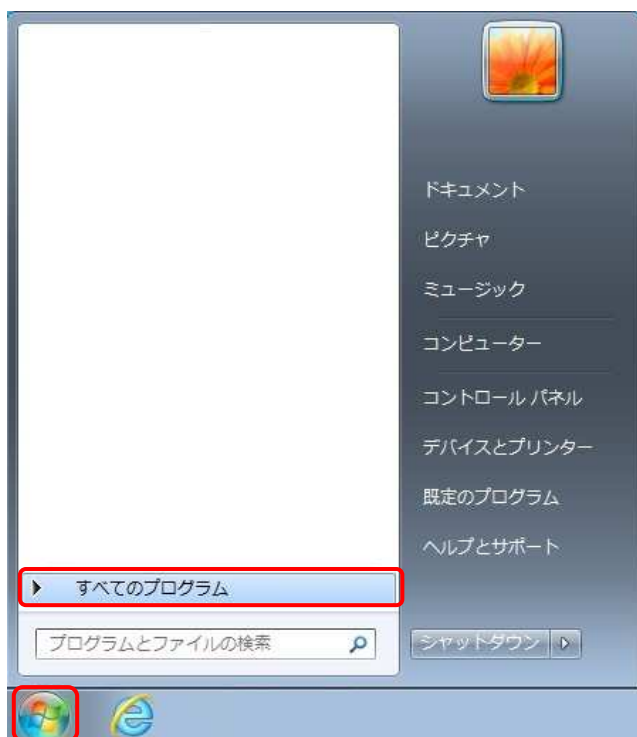 ドキュメント
ピクチャ
ミュージック
コンピューター
コントロール パネル
デバイスとプリンター
既定のプログラム
ヘルプとサポート
すべてのプログラム
プログラムとファイルの検索
シャットダウン